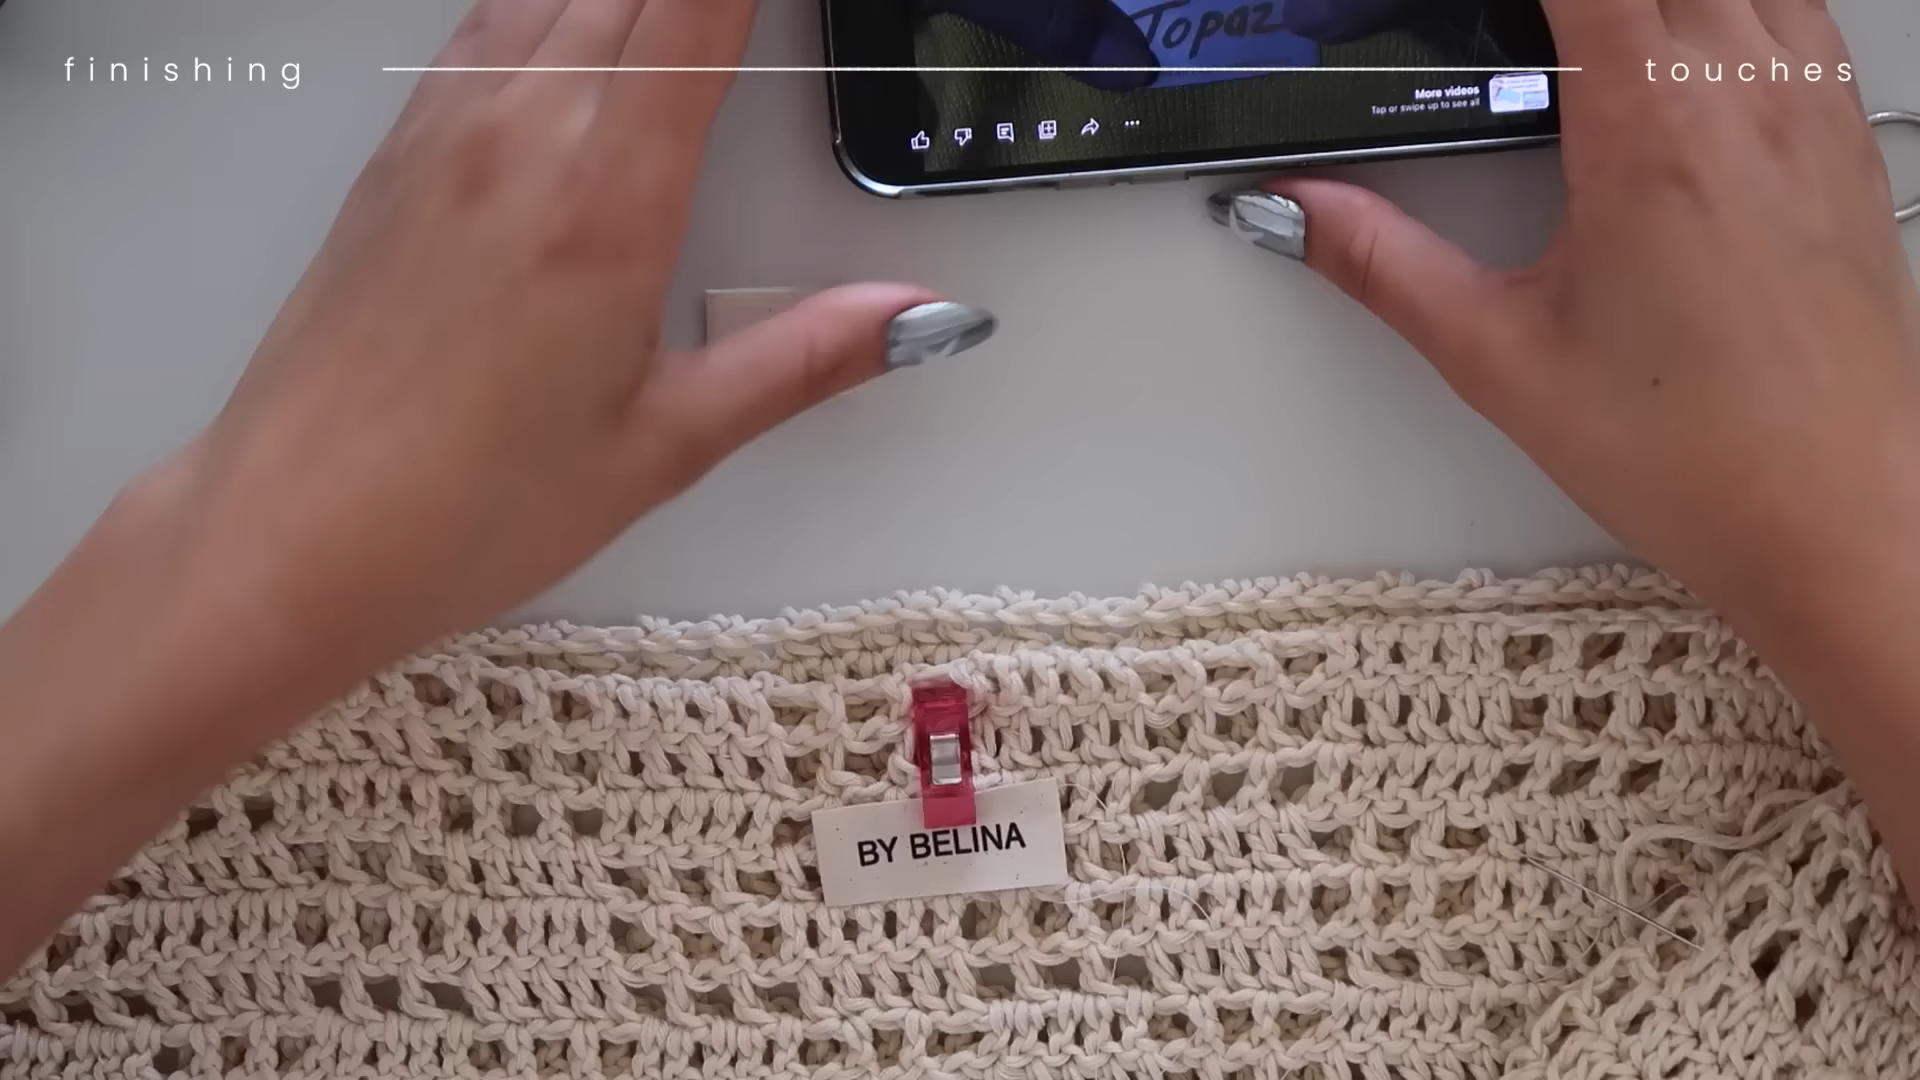 finishing touches
Topaz
More videos
Tap or swipe up to see all
BY BELINA